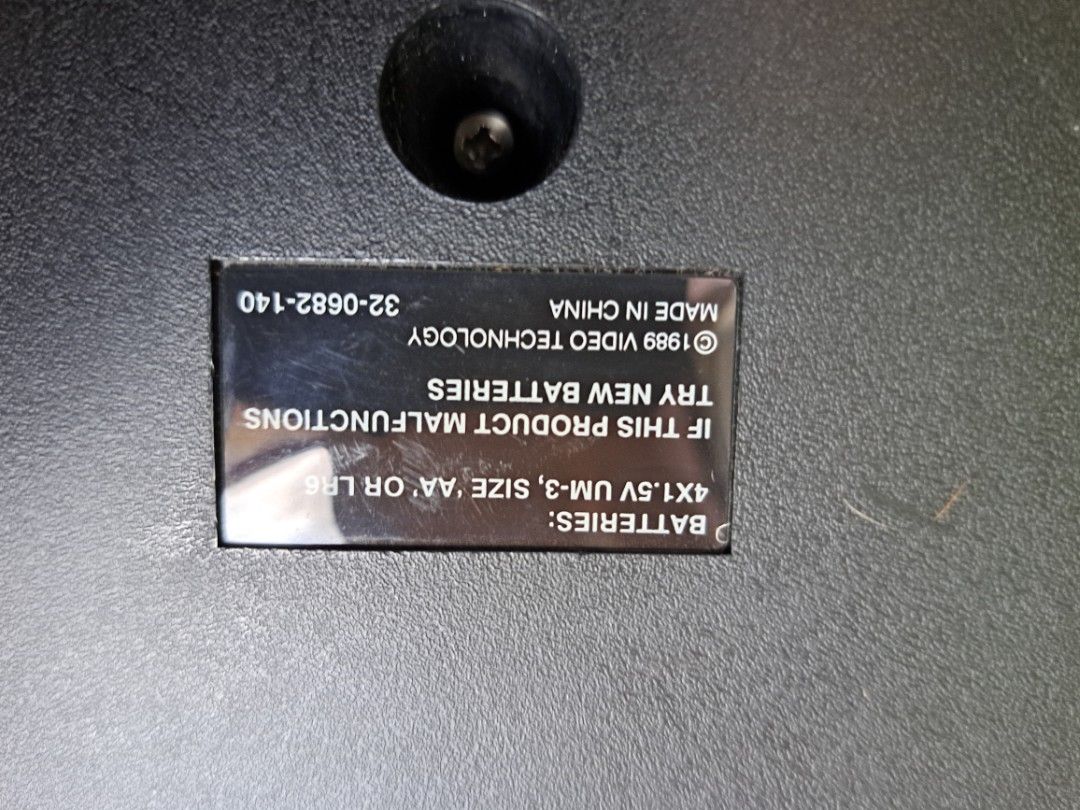 BATTERIES:
4X1.5V UM-3, SIZE 'AA' OR LR6
IF THIS PRODUCT MALFUNCTIONS
TRY NEW BATTERIES
©1989 VIDEO TECHNOLOGY
MADE IN CHINA 32-0682-140